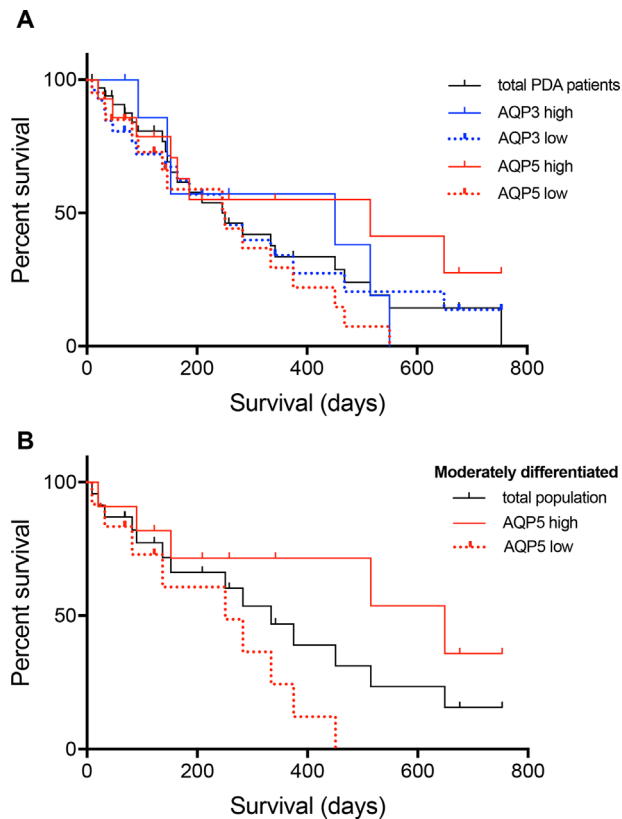 A
Percent survival
100
50
0
0
200
400
600
800
Survival (days)
total PDA patients
AQP3 high
AQP3 low
AQP5 high
AQP5 low
B
Percent survival
100
50
0
0
200
400
600
800
Survival (days)
Moderately differentiated
total population
AQP5 high
AQP5 low